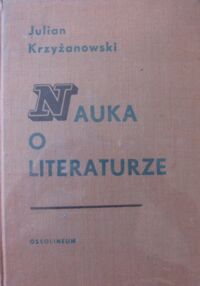 Julian
Krzyżanowski
NAUKA
O
LITERATURZE
OSSOLINEUM